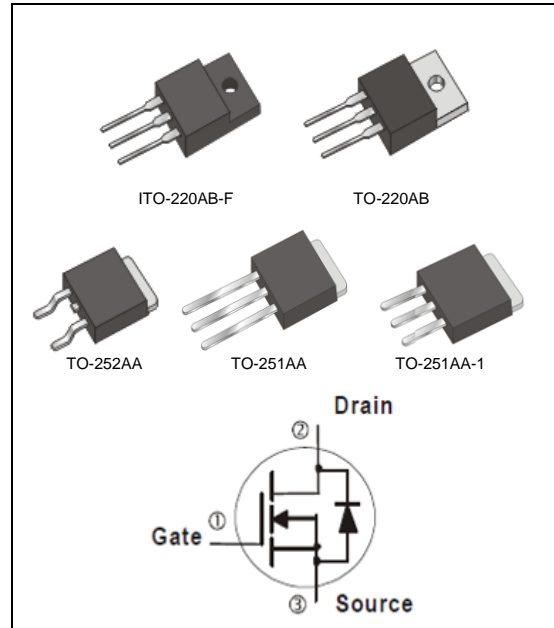 ITO-220AB-F
TO-220AB
TO-252AA
TO-251AA
TO-251AA-1
Drain
②
Gate ①
③ Source